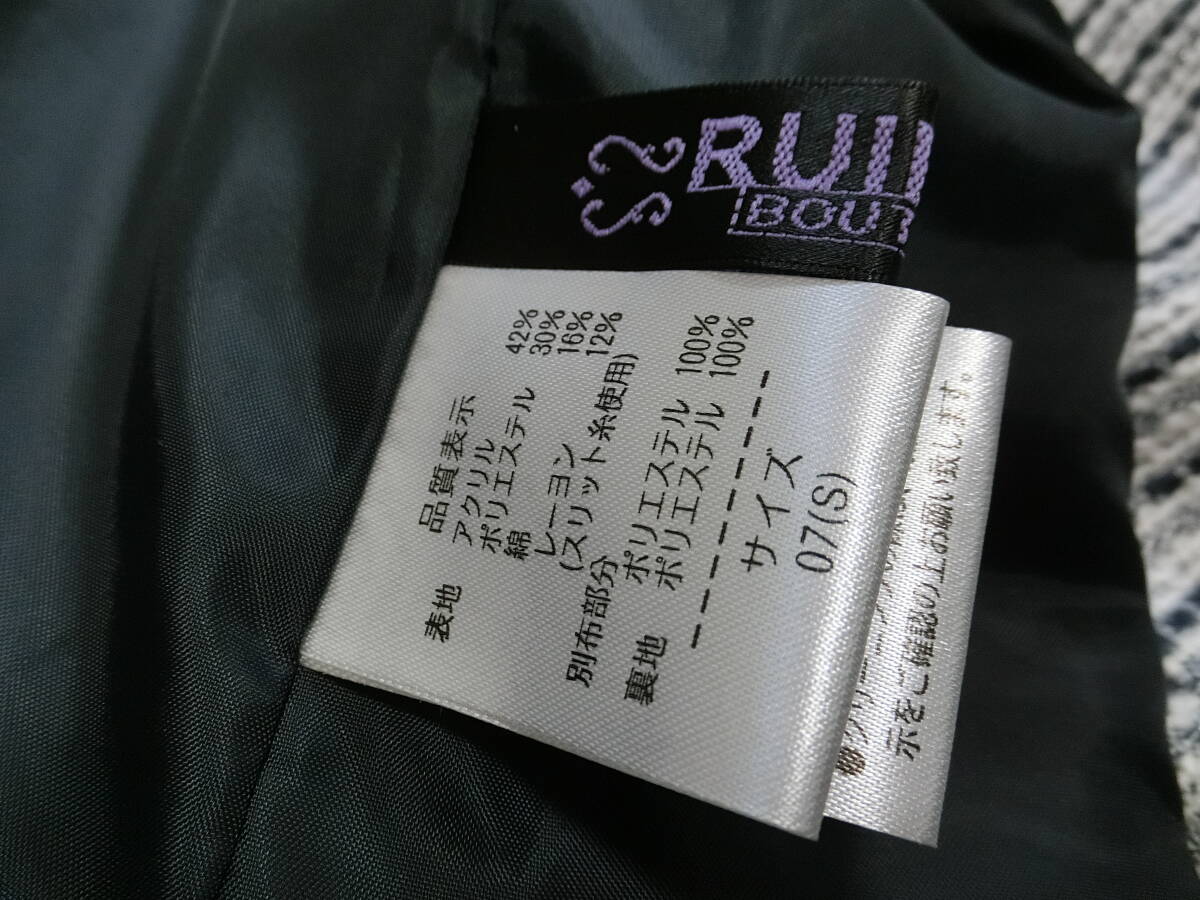 RUI
BOU
品質表示
表地 アクリル 42%
ポリエステル 30%
綿 16%
レーヨン 12%
(スリット糸使用)
別布部分 ポリエステル 100%
裏地 ポリエステル 100%
サイズ
07(S)
示をご確認の上お願い致します。